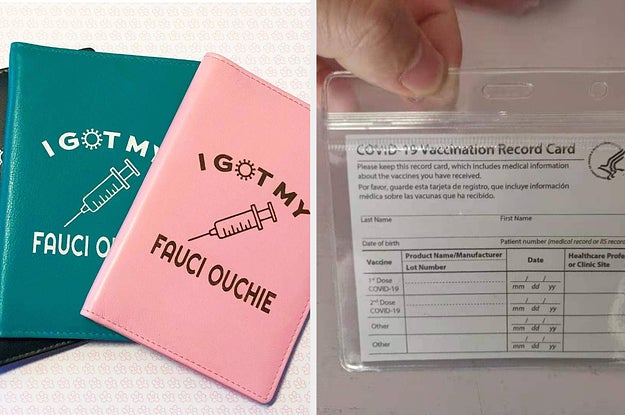 I GOT MY
FAUCI O
I GOT MY
FAUCI OUCHIE
COVID-19 Vaccination Record Card
Please keep this record card, which includes medical information
about the vaccines you have received.
Por favor, guarde esta tarjeta de registro, que incluye información
médica sobre las vacunas que ha recibido.
Last Name First Name
Date of birth Patient number (medical record or IIS record
Vaccine Product Name/Manufacturer Date Healthcare Profe
Lot Number or Clinic Site
1st Dose
COVID-19 / /
mm dd yy
2nd Dose
COVID-19 / /
mm dd yy
Other / /
mm dd yy
Other / /
mm dd yy